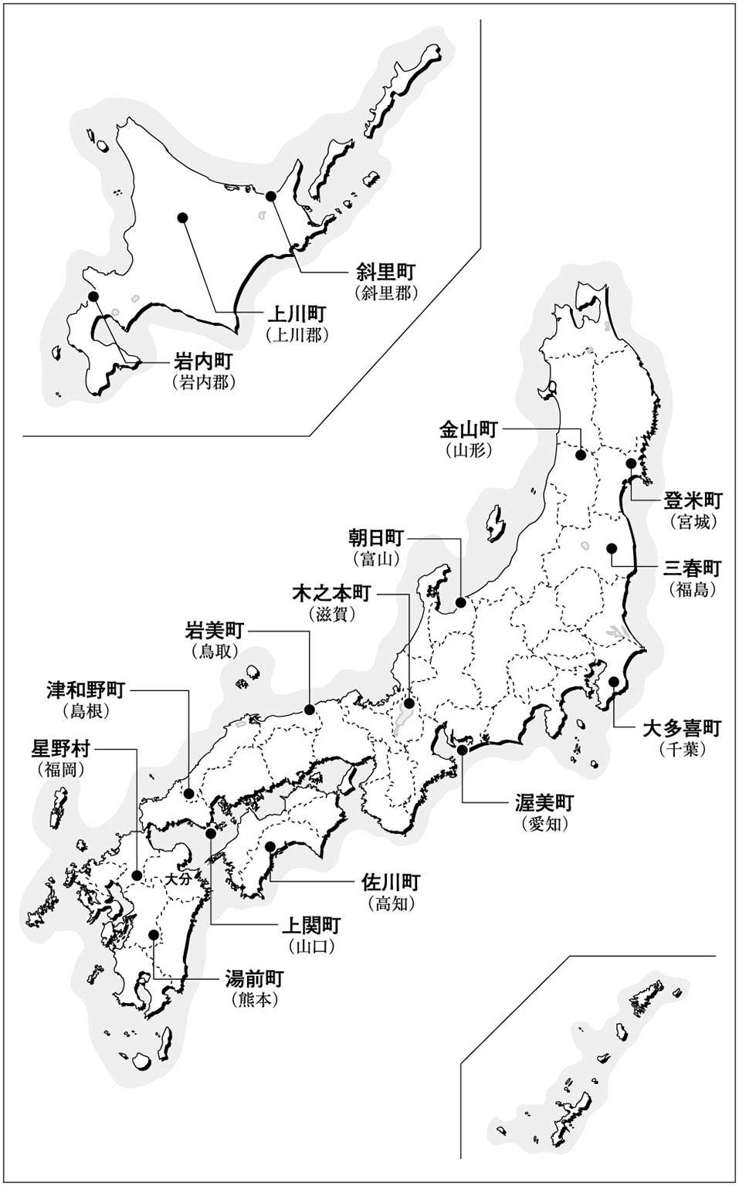 斜里町
（斜里郡）
上川町
（上川郡）
岩内町
（岩内郡）
金山町
（山形）
登米町
（宮城）
朝日町
（富山）
三春町
（福島）
木之本町
（滋賀）
岩美町
（鳥取）
津和野町
（島根）
大多喜町
（千葉）
星野村
（福岡）
渥美町
（愛知）
大分
佐川町
（高知）
上関町
（山口）
湯前町
（熊本）